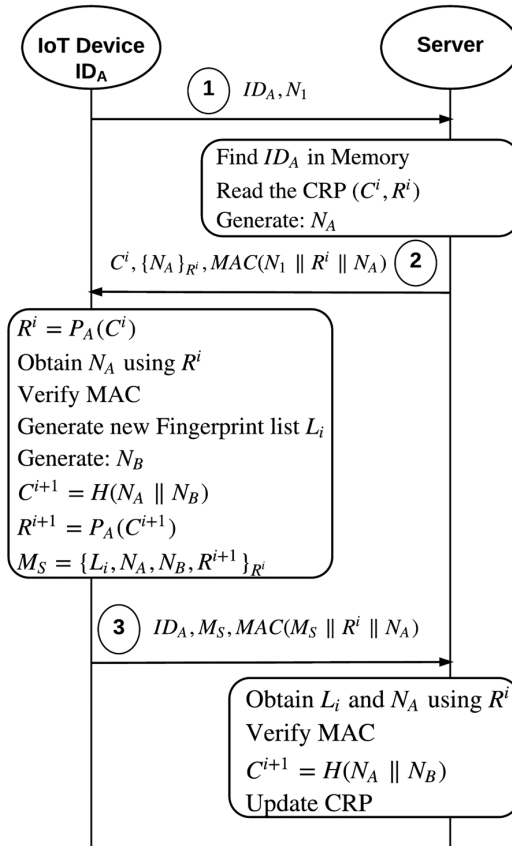 IoT Device
ID_A
Server
1 ID_A, N_1
Find ID_A in Memory
Read the CRP (C^i, R^i)
Generate: N_A
C^i, {N_A}_{R^i}, MAC(N_1 ∥ R^i ∥ N_A) 2
R^i = P_A(C^i)
Obtain N_A using R^i
Verify MAC
Generate new Fingerprint list L_i
Generate: N_B
C^{i+1} = H(N_A ∥ N_B)
R^{i+1} = P_A(C^{i+1})
M_S = {L_i, N_A, N_B, R^{i+1}}_{R^i}
3 ID_A, M_S, MAC(M_S ∥ R^i ∥ N_A)
Obtain L_i and N_A using R^i
Verify MAC
C^{i+1} = H(N_A ∥ N_B)
Update CRP